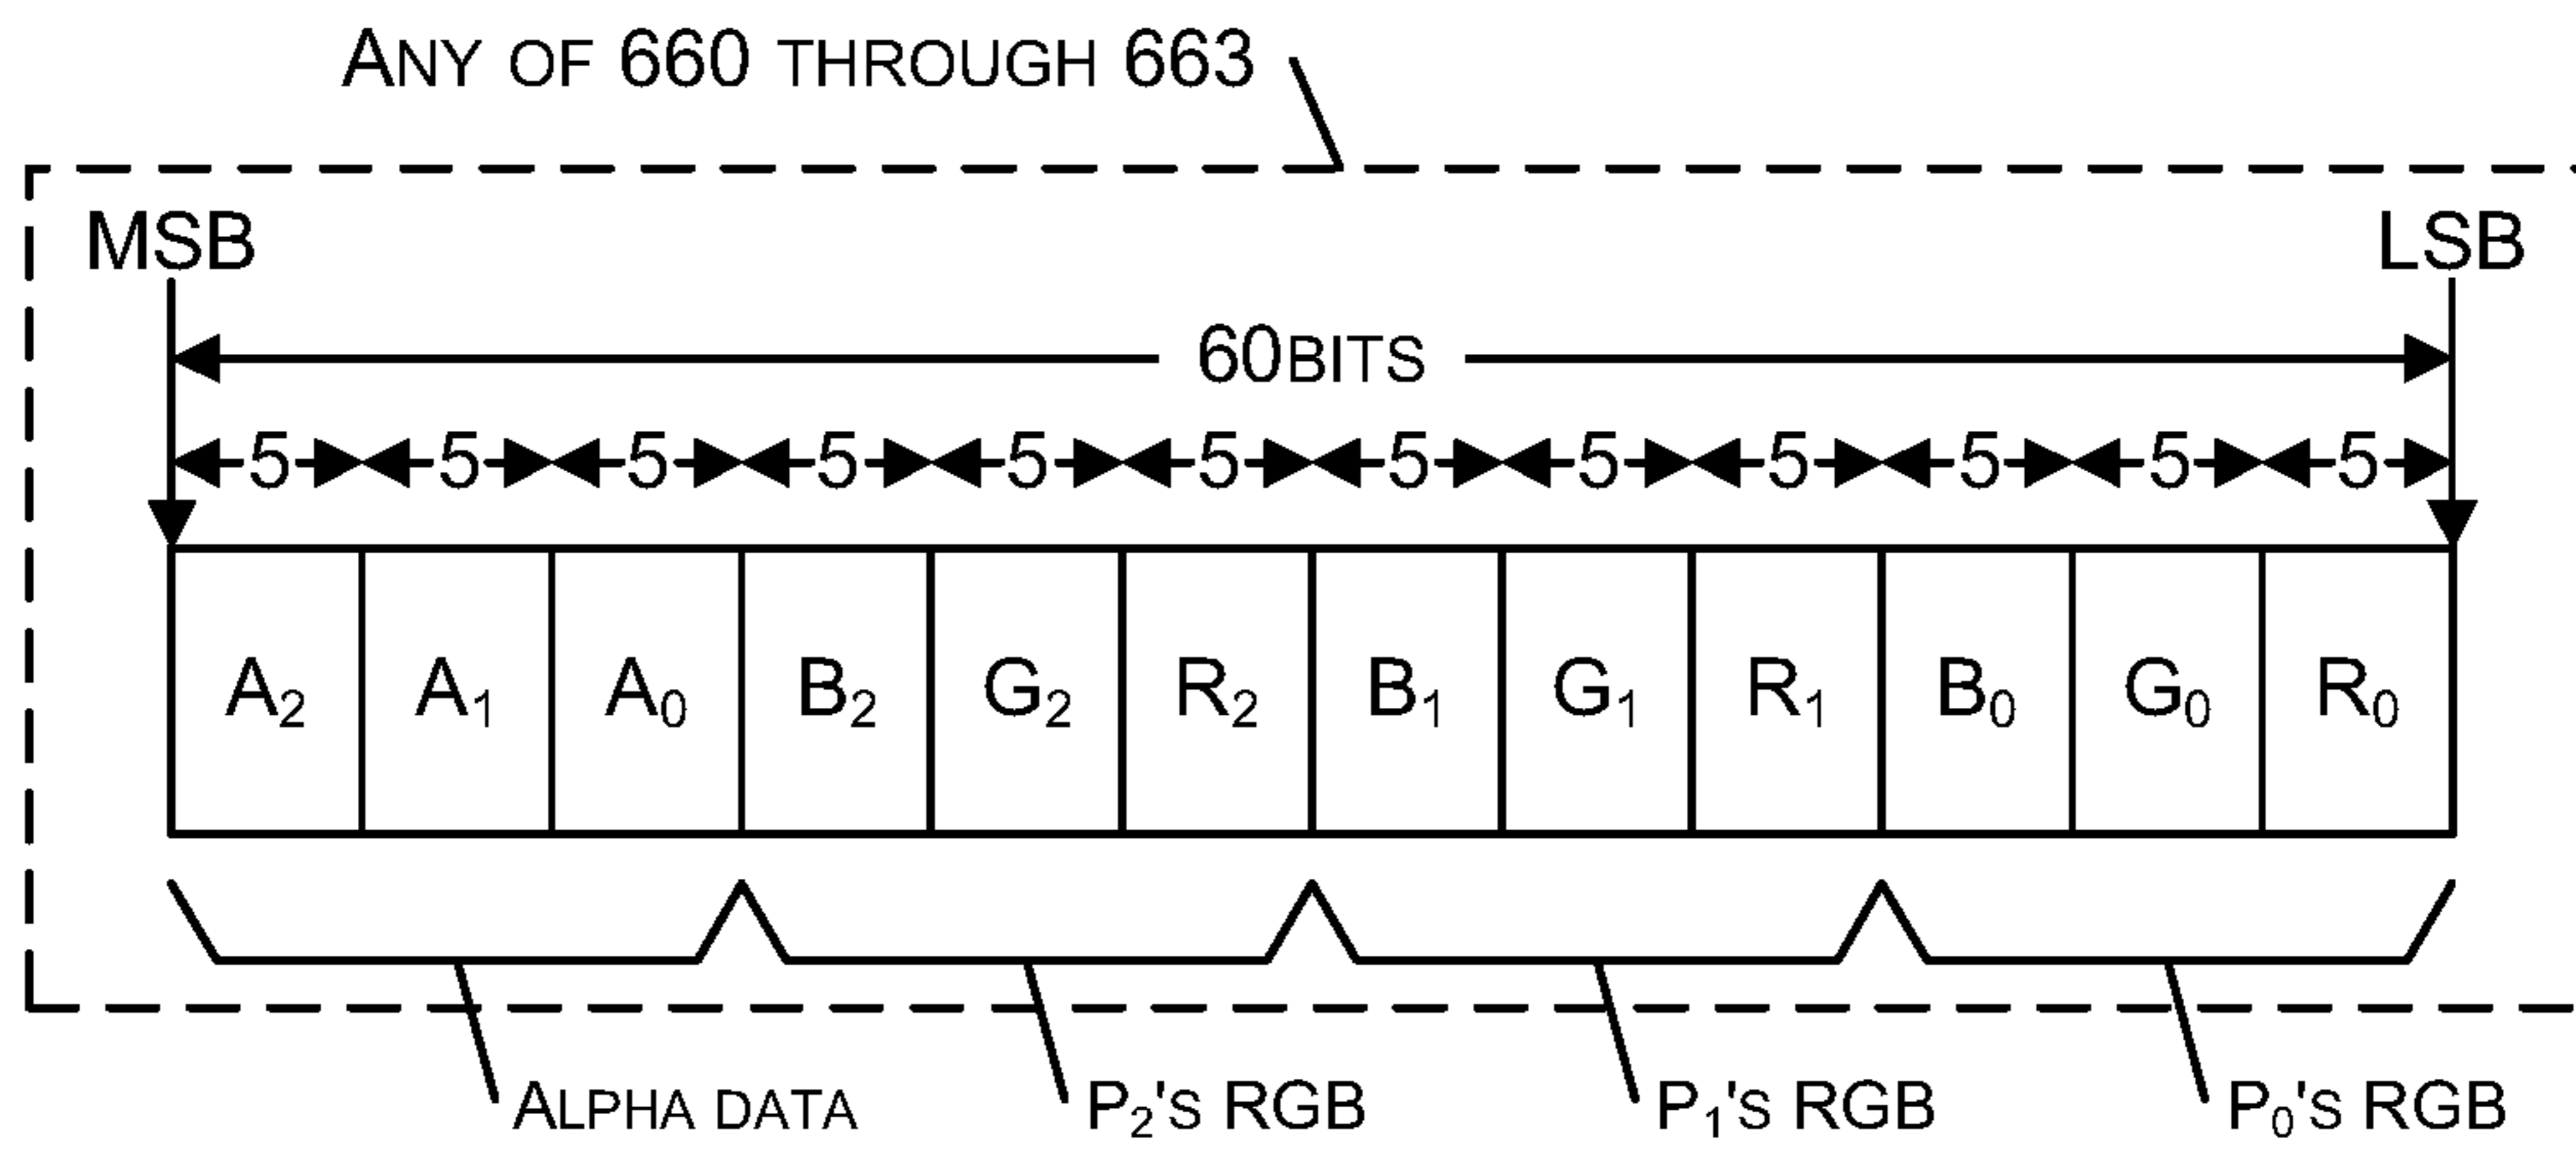 ANY OF 660 THROUGH 663
MSB LSB
60BITS
5 5 5 5 5 5 5 5 5 5 5 5
A2 A1 A0 B2 G2 R2 B1 G1 R1 B0 G0 R0
ALPHA DATA P2'S RGB P1'S RGB P0'S RGB